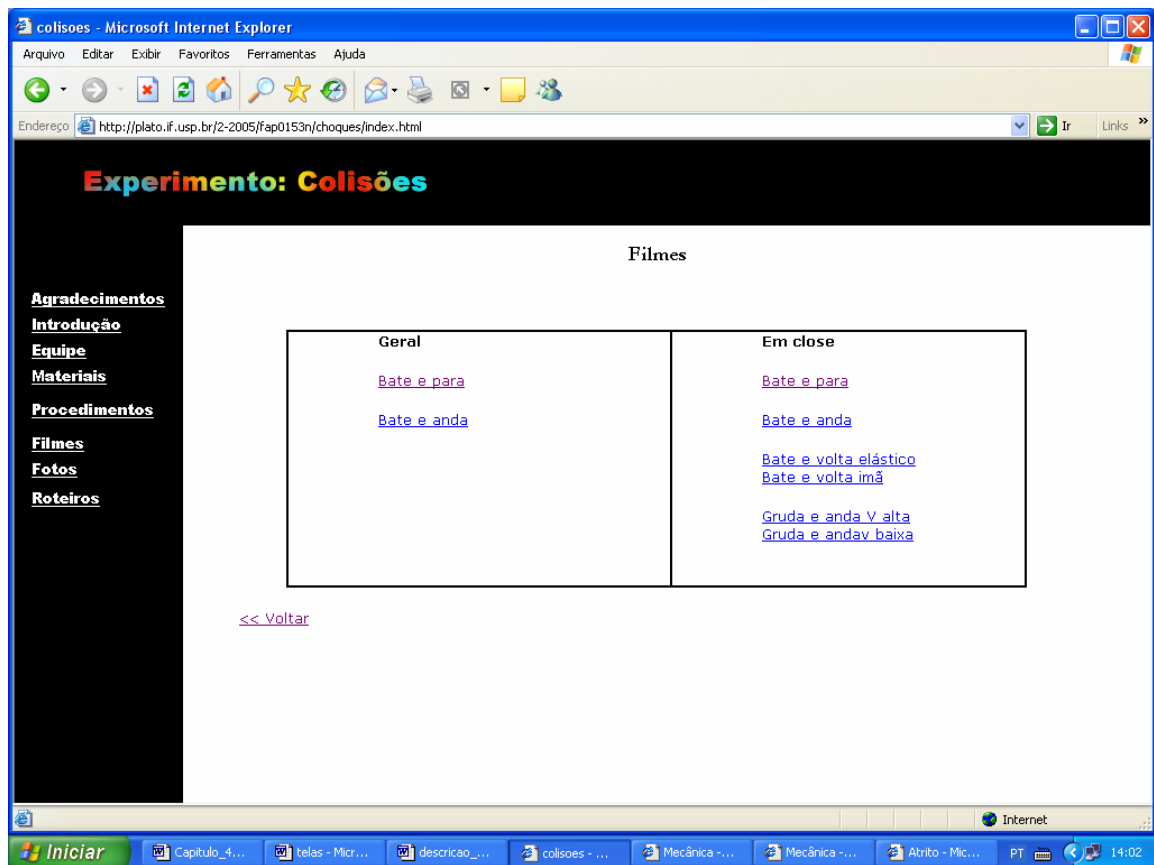 colisoes - Microsoft Internet Explorer
Arquivo Editar Exibir Favoritos Ferramentas Ajuda
Endereço http://plato.if.usp.br/2-2005/fap0153n/choques/index.html Ir Links »
Experimento: Colisões
Agradecimentos
Introdução
Equipe
Materiais
Procedimentos
Filmes
Fotos
Roteiros
Filmes
Geral
Bate e para
Bate e anda
Em close
Bate e para
Bate e anda
Bate e volta elástico
Bate e volta imã
Gruda e anda V alta
Gruda e andav baixa
<< Voltar
Internet
Iniciar Capitulo_4... telas - Micr... descricao_... colisoes - ... Mecânica -... Mecânica -... Atrito - Mic... PT 14:02